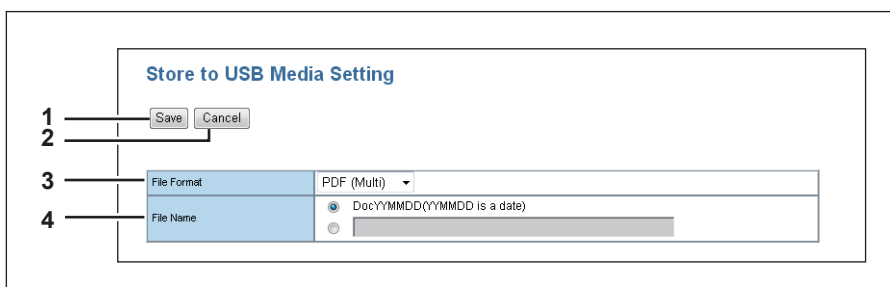 Store to USB Media Setting
1 Save Cancel
2
3 File Format PDF (Multi)
4 File Name DocYYMMDD(YYMMDD is a date)